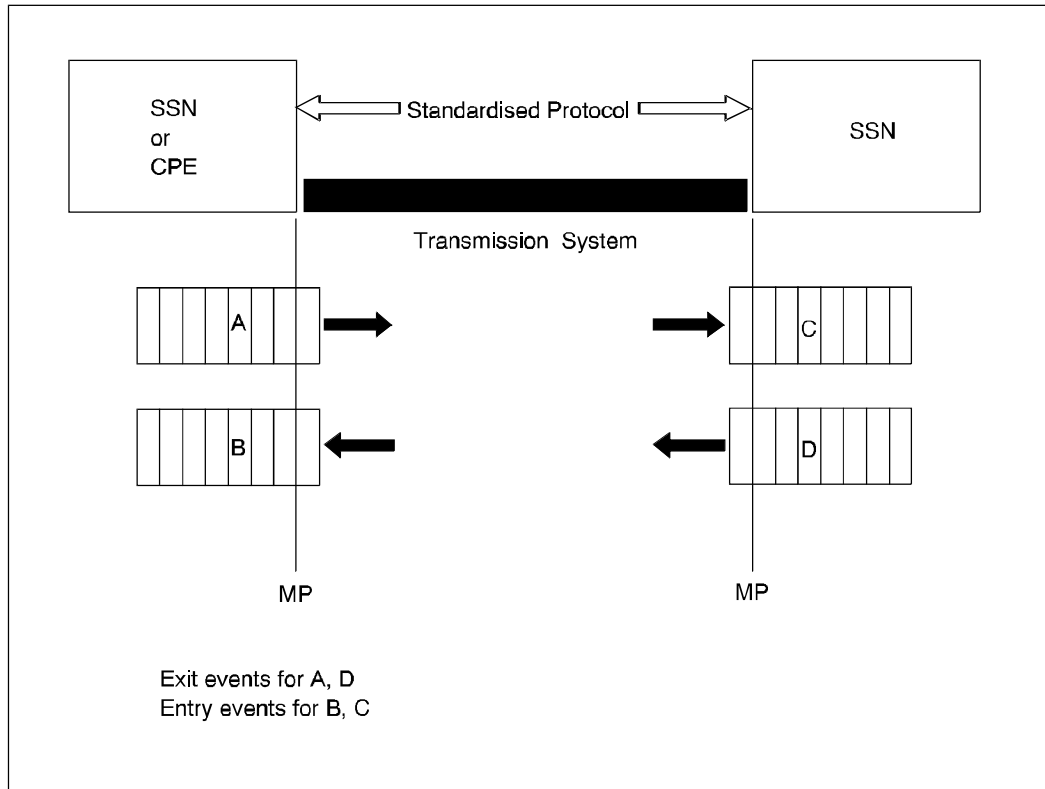 SSN
or
CPE
Standardised Protocol
SSN
Transmission System
A
C
B
D
MP
MP
Exit events for A, D
Entry events for B, C